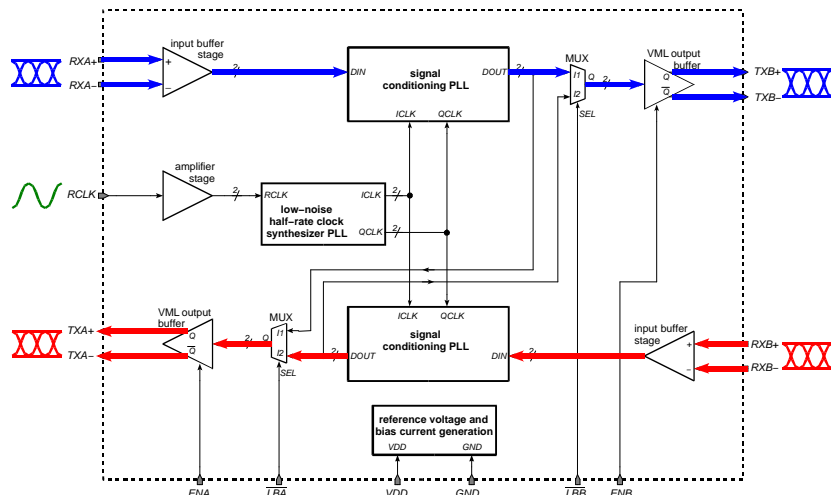 input buffer
stage
RXA+
RXA−
+
−
2
DIN
signal
conditioning PLL
DOUT
ICLK
QCLK
2
MUX
I1
I2
Q
SEL
2
VML output
buffer
Q
Q
TXB+
TXB−
RCLK
amplifier
stage
2
RCLK
ICLK
low−noise
half−rate clock
synthesizer PLL
QCLK
2
2
TXA+
TXA−
VML output
buffer
Q
Q
2
Q
MUX
I1
I2
SEL
ICLK
QCLK
signal
conditioning PLL
DOUT
DIN
2
input buffer
stage
+
−
RXB+
RXB−
reference voltage and
bias current generation
VDD
GND
ENA
LBA
VDD
GND
LBB
ENB